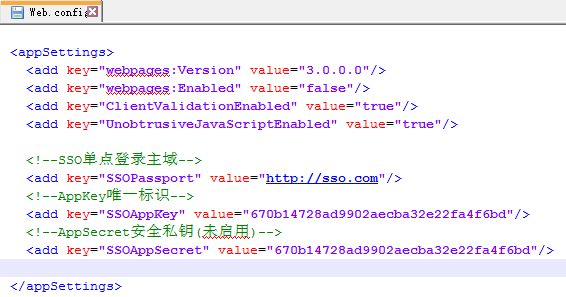 Web.config
<appSettings>
<add key="webpages:Version" value="3.0.0.0"/>
<add key="webpages:Enabled" value="false"/>
<add key="ClientValidationEnabled" value="true"/>
<add key="UnobtrusiveJavaScriptEnabled" value="true"/>
<!--SSO单点登录主域-->
<add key="SSOPassport" value="http://sso.com"/>
<!--AppKey唯一标识-->
<add key="SSOAppKey" value="670b14728ad9902aecba32e22fa4f6bd"/>
<!--AppSecret安全私钥(未启用)-->
<add key="SSOAppSecret" value="670b14728ad9902aecba32e22fa4f6bd"/>
</appSettings>